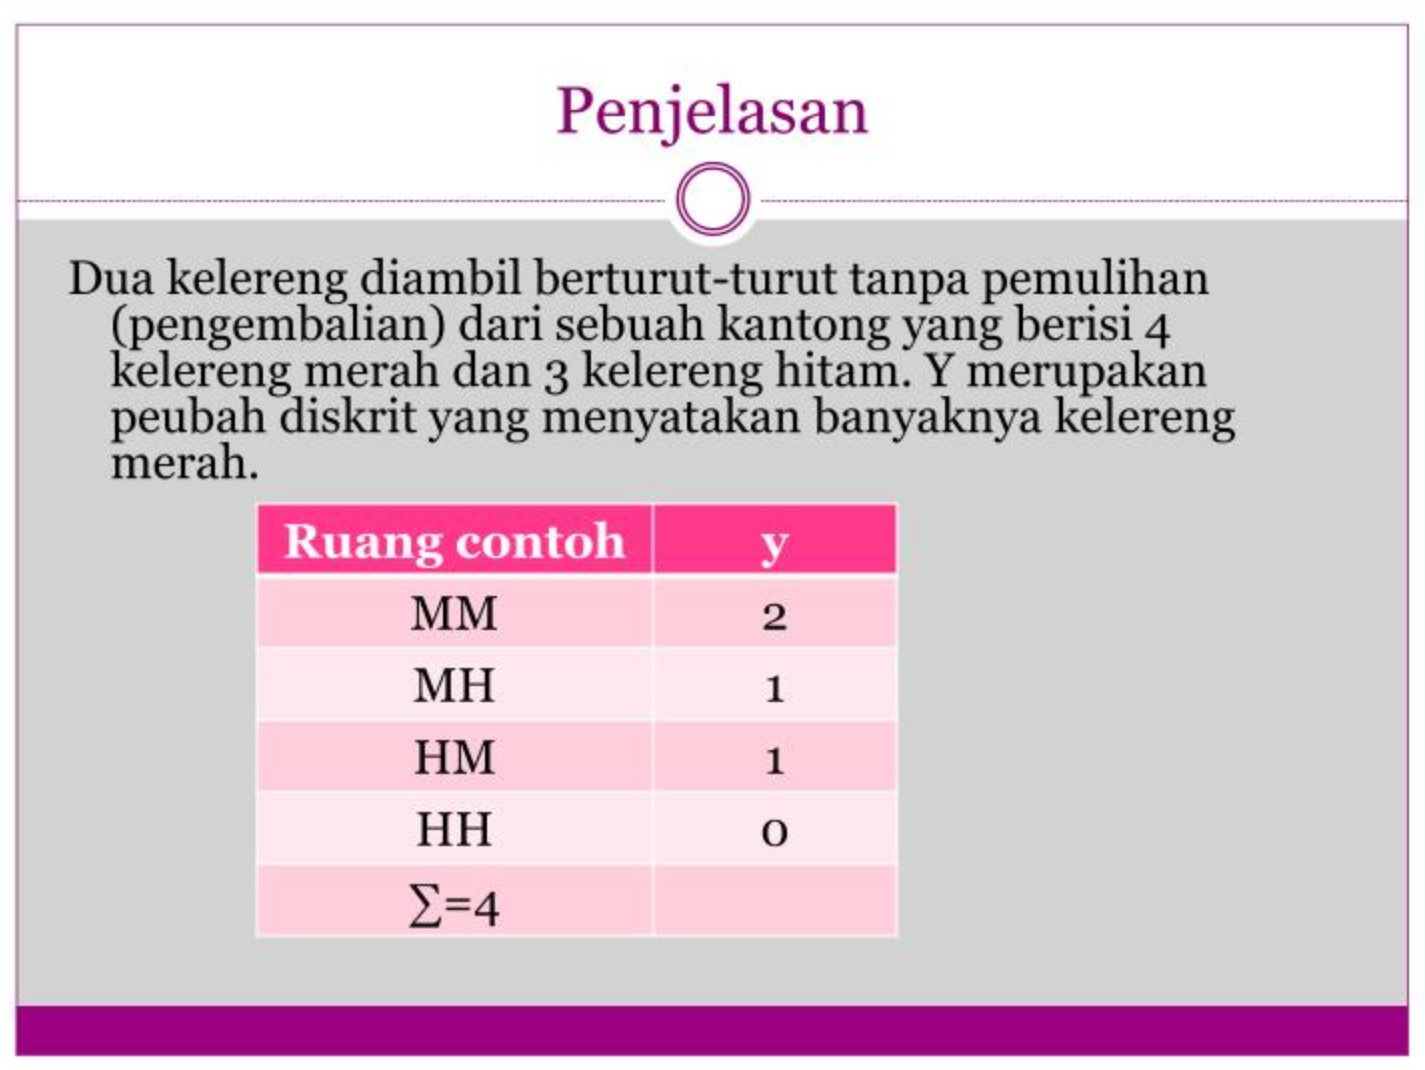 Penjelasan
Dua kelereng diambil berturut-turut tanpa pemulihan
(pengembalian) dari sebuah kantong yang berisi 4
kelereng merah dan 3 kelereng hitam. Y merupakan
peubah diskrit yang menyatakan banyaknya kelereng
merah.
Ruang contoh y
MM 2
MH 1
HM 1
HH 0
∑=4